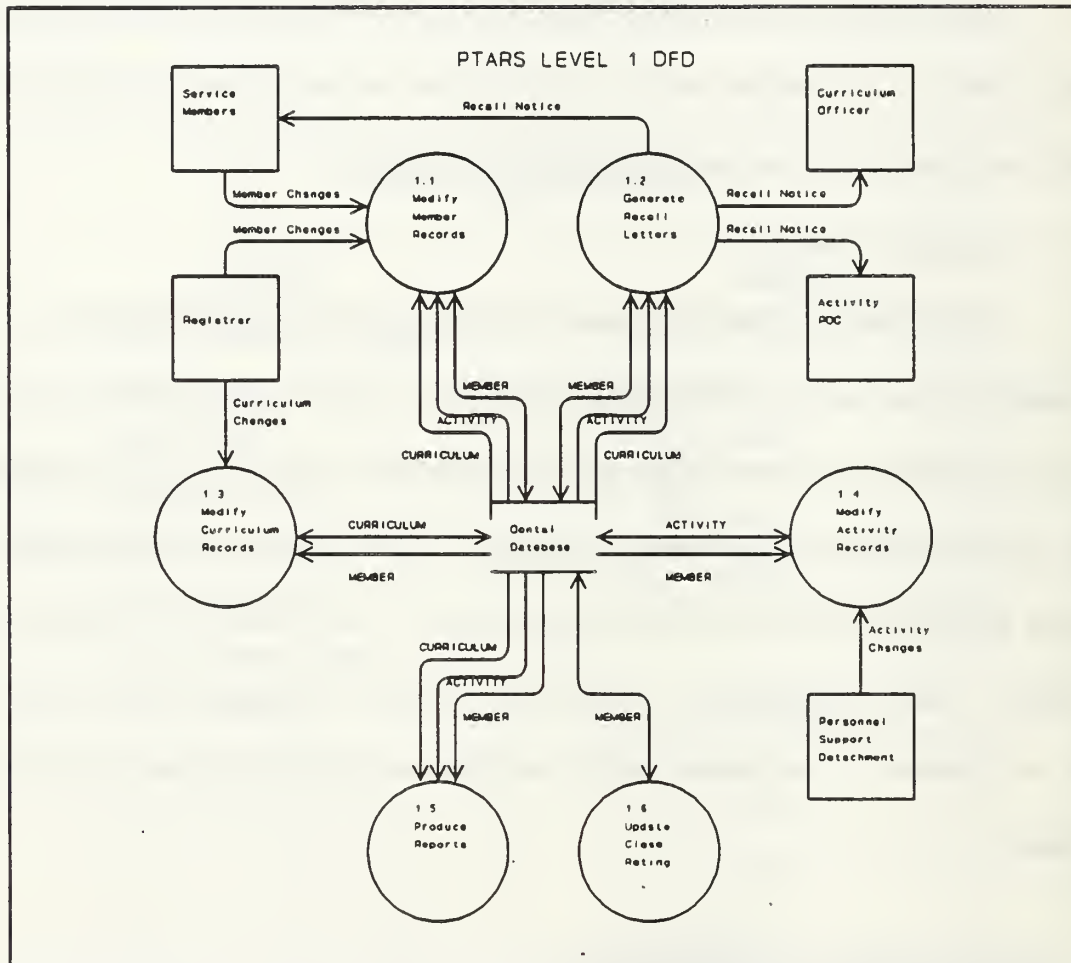 PTARS LEVEL 1 DFD
Service
Members
Recall Notice
Curriculum
Officer
Member Changes
1.1
Modify
Member
Records
1.2
Generate
Recall
Letters
Recall Notice
Member Changes
Recall Notice
Registrar
Activity
POC
Curriculum
Changes
MEMBER
MEMBER
ACTIVITY
ACTIVITY
CURRICULUM
CURRICULUM
1.3
Modify
Curriculum
Records
CURRICULUM
MEMBER
Dental
Database
ACTIVITY
MEMBER
1.4
Modify
Activity
Records
Activity
Changes
CURRICULUM
ACTIVITY
MEMBER
MEMBER
Personnel
Support
Detachment
1.5
Produce
Reports
1.6
Update
Class
Rating